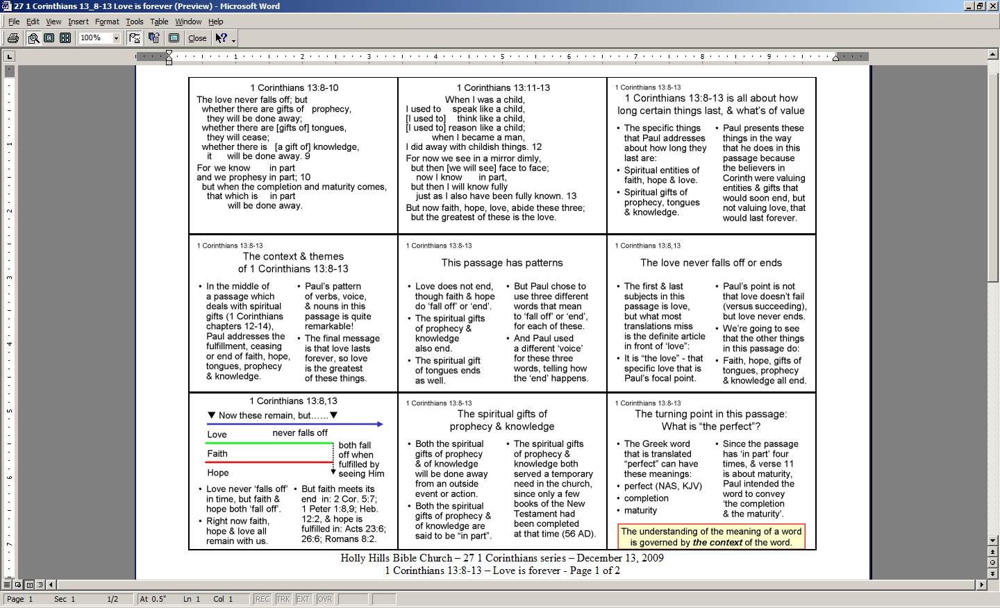 27 1 Corinthians 13_8-13 Love is forever (Preview) - Microsoft Word
File Edit View Insert Format Tools Table Window Help
100% Close
1 2 3 4 5 6 7 8 9
1 Corinthians 13:8-10
The love never falls off; but
whether there are gifts of prophecy,
they will be done away;
whether there are [gifts of] tongues,
they will cease;
whether there is [a gift of] knowledge,
it will be done away. 9
For we know in part
and we prophesy in part; 10
but when the completion and maturity comes,
that which is in part
will be done away.
1 Corinthians 13:11-13
When I was a child,
I used to speak like a child,
[I used to] think like a child,
[I used to] reason like a child;
when I became a man,
I did away with childish things. 12
For now we see in a mirror dimly,
but then [we will see] face to face;
now I know in part,
but then I will know fully
just as I also have been fully known. 13
But now faith, hope, love, abide these three;
but the greatest of these is the love.
1 Corinthians 13:8-13
1 Corinthians 13:8-13 is all about how
long certain things last, & what's of value
• The specific things
that Paul addresses
about how long they
last are:
• Spiritual entities of
faith, hope & love.
• Spiritual gifts of
prophecy, tongues
& knowledge.
• Paul presents these
things in the way
that he does in this
passage because
the believers in
Corinth were valuing
entities & gifts that
would soon end, but
not valuing love, that
would last forever.
1 Corinthians 13:8-13
The context & themes
of 1 Corinthians 13:8-13
• In the middle of
a passage which
deals with spiritual
gifts (1 Corinthians
chapters 12-14),
Paul addresses the
fulfillment, ceasing
or end of faith, hope,
tongues, prophecy
& knowledge.
• Paul's pattern
of verbs, voice,
& nouns in this
passage is quite
remarkable!
• The final message
is that love lasts
forever, so love
is the greatest
of these things.
1 Corinthians 13:8-13
This passage has patterns
• Love does not end,
though faith & hope
do 'fall off' or 'end'.
• The spiritual gifts
of prophecy &
knowledge
also end.
• The spiritual gift
of tongues ends
as well.
• But Paul chose to
use three different
words that mean
to 'fall off' or 'end',
for each of these.
• And Paul used
a different 'voice'
for these three
words, telling how
the 'end' happens.
1 Corinthians 13:8,13
The love never falls off or ends
• The first & last
subjects in this
passage is love,
but what most
translations miss
is the definite article
in front of 'love":
• It is "the love" - that
specific love that is
Paul's focal point.
• Paul's point is not
that love doesn't fail
(versus succeeding),
but love never ends.
• We're going to see
that the other things
in this passage do:
• Faith, hope, gifts of
tongues, prophecy
& knowledge all end.
1 Corinthians 13:8,13
▼ Now these remain, but……▼
Love never falls off
Faith
Hope
both fall
off when
fulfilled by
seeing Him
• Love never 'falls off'
in time, but faith &
hope both 'fall off'.
• Right now faith,
hope & love all
remain with us.
• But faith meets its
end in: 2 Cor. 5:7;
1 Peter 1:8,9; Heb.
12:2, & hope is
fulfilled in: Acts 23:6;
26:6; Romans 8:2.
1 Corinthians 13:8-13
The spiritual gifts of
prophecy & knowledge
• Both the spiritual
gifts of prophecy
& of knowledge
will be done away
from an outside
event or action.
• Both the spiritual
gifts of prophecy &
of knowledge are
said to be "in part".
• The spiritual gifts
of prophecy &
knowledge both
served a temporary
need in the church,
since only a few
books of the New
Testament had
been completed
at that time (56 AD).
1 Corinthians 13:8-13
The turning point in this passage:
What is "the perfect"?
• The Greek word
that is translated
"perfect" can have
these meanings:
• perfect (NAS, KJV)
• completion
• maturity
• Since the passage
has 'in part' four
times, & verse 11
is about maturity,
Paul intended the
word to convey
'the completion
& the maturity'.
The understanding of the meaning of a word
is governed by the context of the word.
Holly Hills Bible Church – 27 1 Corinthians series – December 13, 2009
1 Corinthians 13:8-13 – Love is forever - Page 1 of 2
1
2
3
4
5
6
7
Page 1 Sec 1 1/2 At 0.5" Ln 1 Col 1 REC TRK EXT OVR